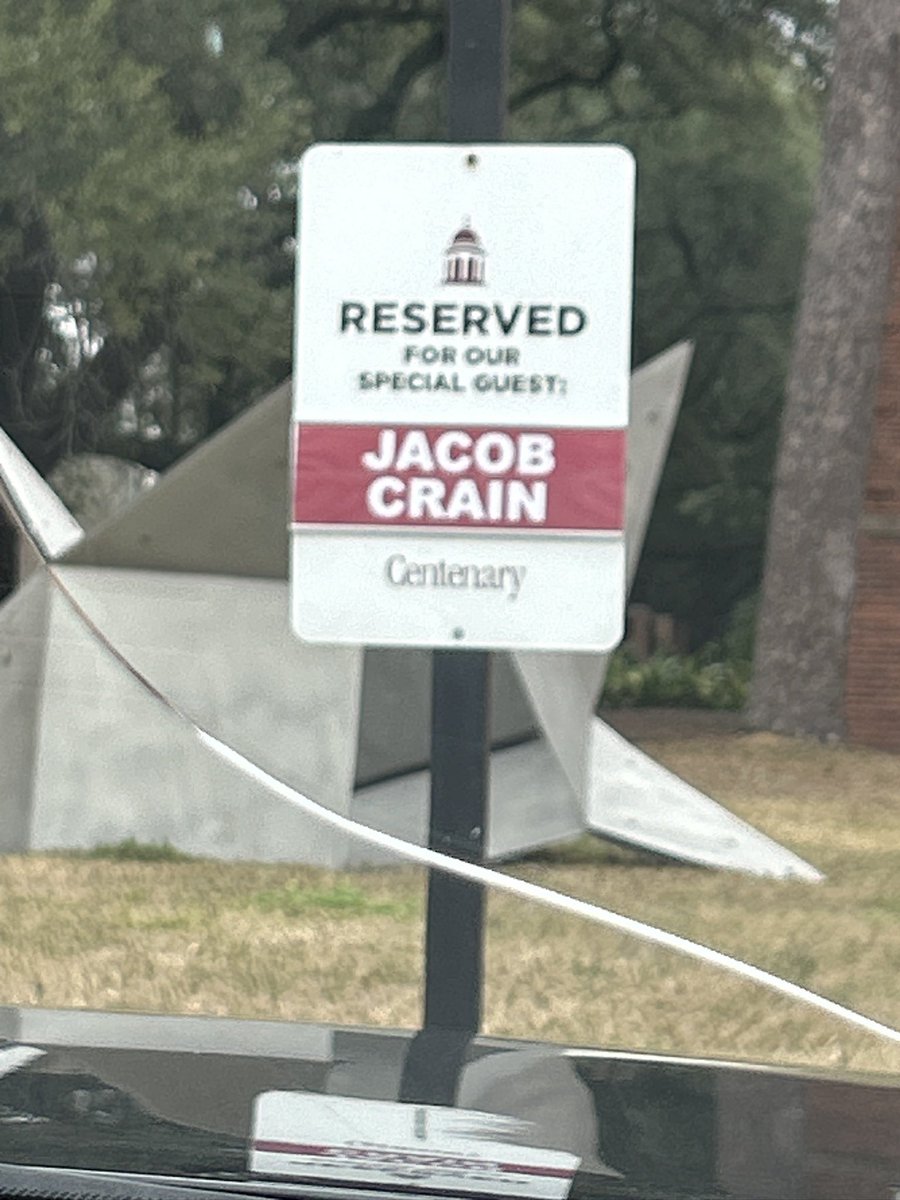 RESERVED
FOR OUR
SPECIAL GUEST:
JACOB
CRAIN
Centenary